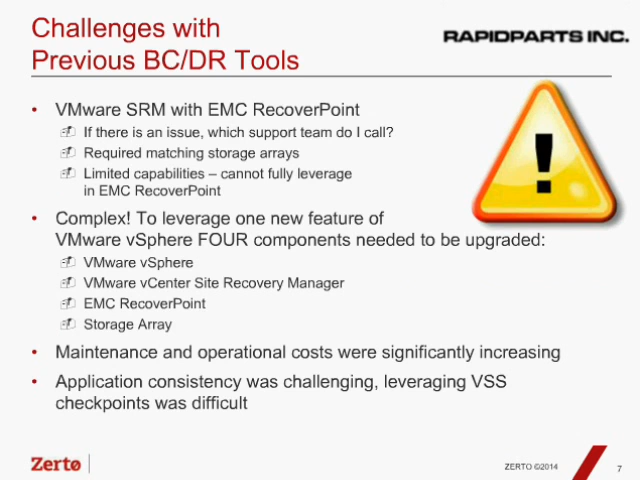 Challenges with
Previous BC/DR Tools
RAPIDPARTS INC.
• VMware SRM with EMC RecoverPoint
If there is an issue, which support team do I call?
Required matching storage arrays
Limited capabilities – cannot fully leverage
in EMC RecoverPoint
• Complex! To leverage one new feature of
VMware vSphere FOUR components needed to be upgraded:
VMware vSphere
VMware vCenter Site Recovery Manager
EMC RecoverPoint
Storage Array
• Maintenance and operational costs were significantly increasing
• Application consistency was challenging, leveraging VSS
checkpoints was difficult
!
Zerto
ZERTO ©2014
7